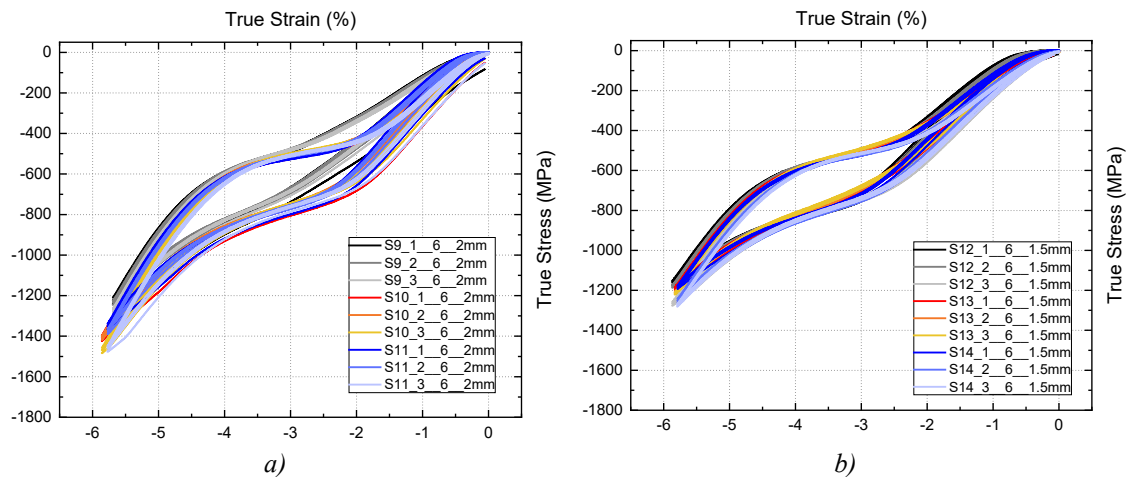 True Strain (%)
0
-200
-400
-600
-800
-1000
-1200
-1400
-1600
-1800
-6 -5 -4 -3 -2 -1 0
S9_1__6__2mm
S9_2__6__2mm
S9_3__6__2mm
S10_1__6__2mm
S10_2__6__2mm
S10_3__6__2mm
S11_1__6__2mm
S11_2__6__2mm
S11_3__6__2mm
True Stress (MPa)
a)
True Strain (%)
0
-200
-400
-600
-800
-1000
-1200
-1400
-1600
-1800
-6 -5 -4 -3 -2 -1 0
S12_1__6__1.5mm
S12_2__6__1.5mm
S12_3__6__1.5mm
S13_1__6__1.5mm
S13_2__6__1.5mm
S13_3__6__1.5mm
S14_1__6__1.5mm
S14_2__6__1.5mm
S14_3__6__1.5mm
True Stress (MPa)
b)